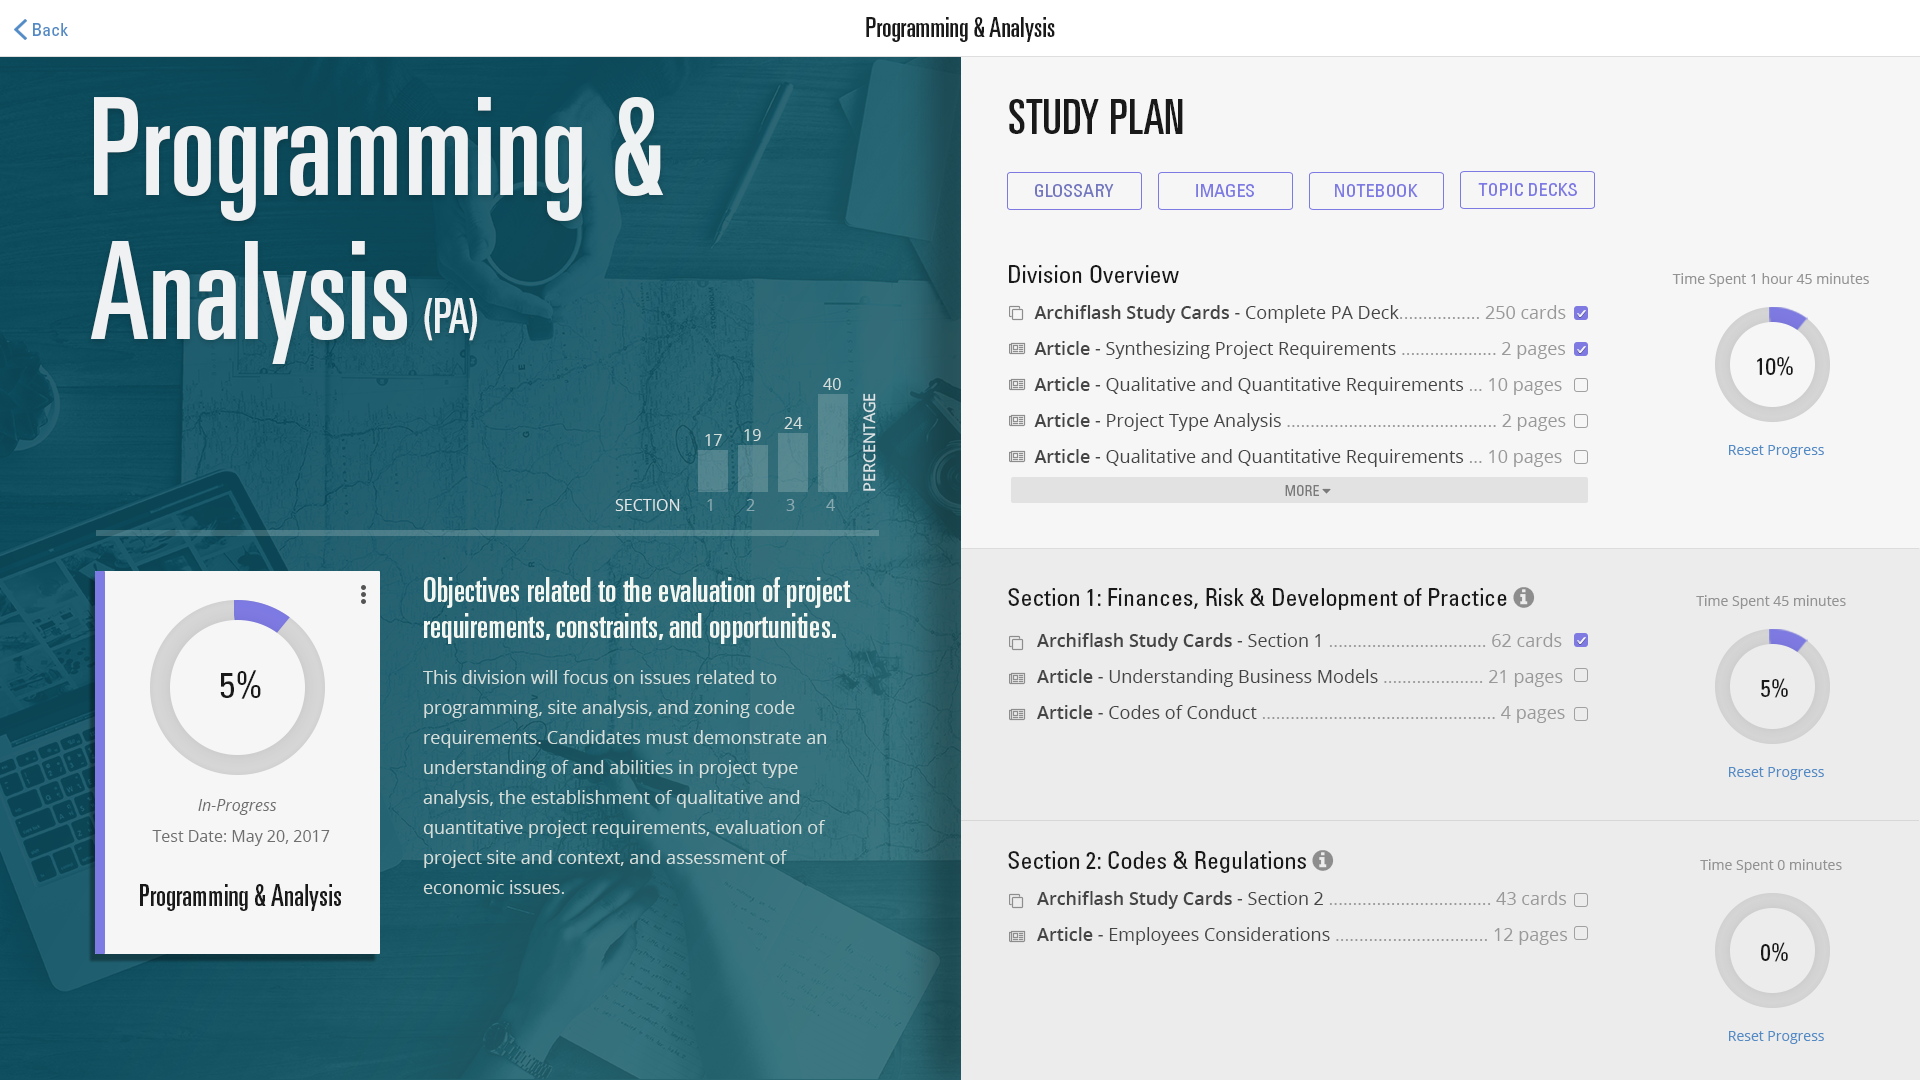 Back
Programming & Analysis
Programming &
Analysis (PA)
40
24
19
17
PERCENTAGE
SECTION 1 2 3 4
5%
In-Progress
Test Date: May 20, 2017
Programming & Analysis
Objectives related to the evaluation of project
requirements, constraints, and opportunities.
This division will focus on issues related to
programming, site analysis, and zoning code
requirements. Candidates must demonstrate an
understanding of and abilities in project type
analysis, the establishment of qualitative and
quantitative project requirements, evaluation of
project site and context, and assessment of
economic issues.
STUDY PLAN
GLOSSARY IMAGES NOTEBOOK TOPIC DECKS
Division Overview
Archiflash Study Cards - Complete PA Deck................. 250 cards
Article - Synthesizing Project Requirements .................... 2 pages
Article - Qualitative and Quantitative Requirements ... 10 pages
Article - Project Type Analysis ............................................ 2 pages
Article - Qualitative and Quantitative Requirements ... 10 pages
MORE
Time Spent 1 hour 45 minutes
10%
Reset Progress
Section 1: Finances, Risk & Development of Practice
Archiflash Study Cards - Section 1 ................................. 62 cards
Article - Understanding Business Models ..................... 21 pages
Article - Codes of Conduct ................................................. 4 pages
Time Spent 45 minutes
5%
Reset Progress
Section 2: Codes & Regulations
Archiflash Study Cards - Section 2 .................................. 43 cards
Article - Employees Considerations ................................ 12 pages
Time Spent 0 minutes
0%
Reset Progress